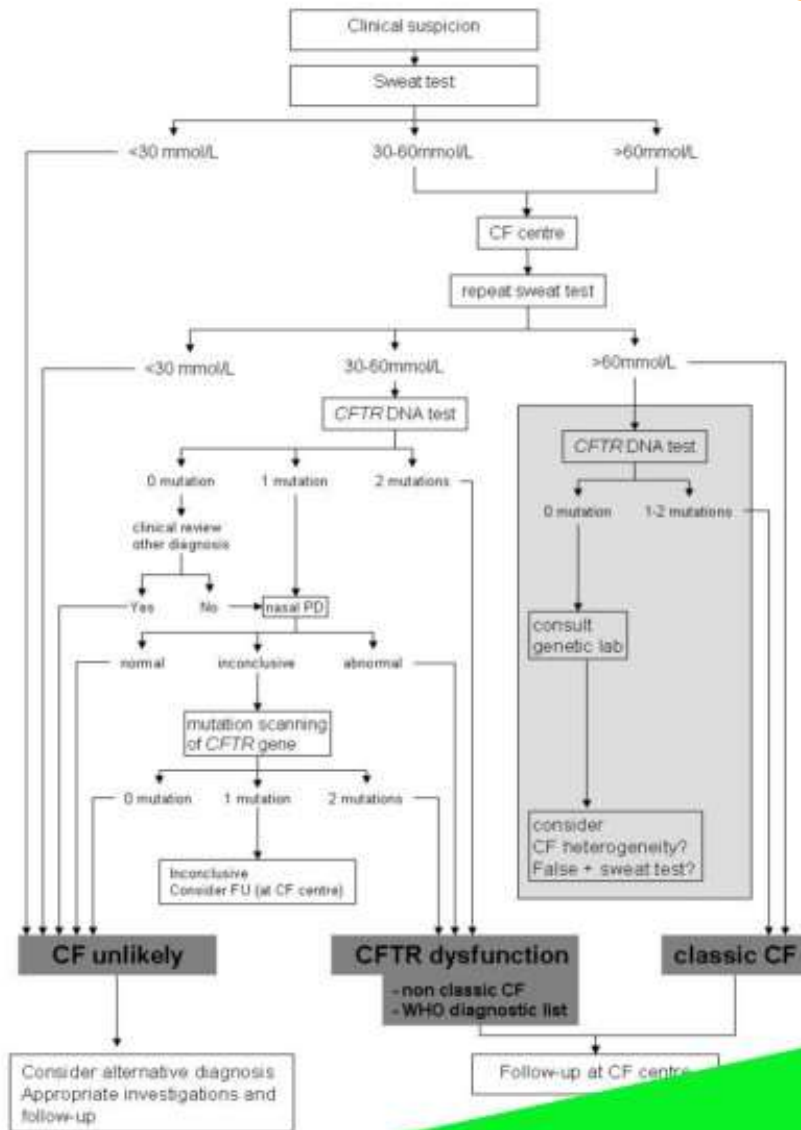 Clinical suspicion
Sweat test
<30 mmol/L
30-60mmol/L
>60mmol/L
CF centre
repeat sweat test
<30 mmol/L
30-60mmol/L
>60mmol/L
CFTR DNA test
CFTR DNA test
0 mutation
1 mutation
2 mutations
0 mutation
1-2 mutations
clinical review
other diagnosis
Yes
No
nasal PD
consult
genetic lab
normal
inconclusive
abnormal
mutation scanning
of CFTR gene
0 mutation
1 mutation
2 mutations
consider
CF heterogeneity?
False + sweat test?
Inconclusive
Consider FU (at CF centre)
CF unlikely
CFTR dysfunction
- non classic CF
- WHO diagnostic list
classic CF
Consider alternative diagnosis
Appropriate investigations and
follow-up
Follow-up at CF centre